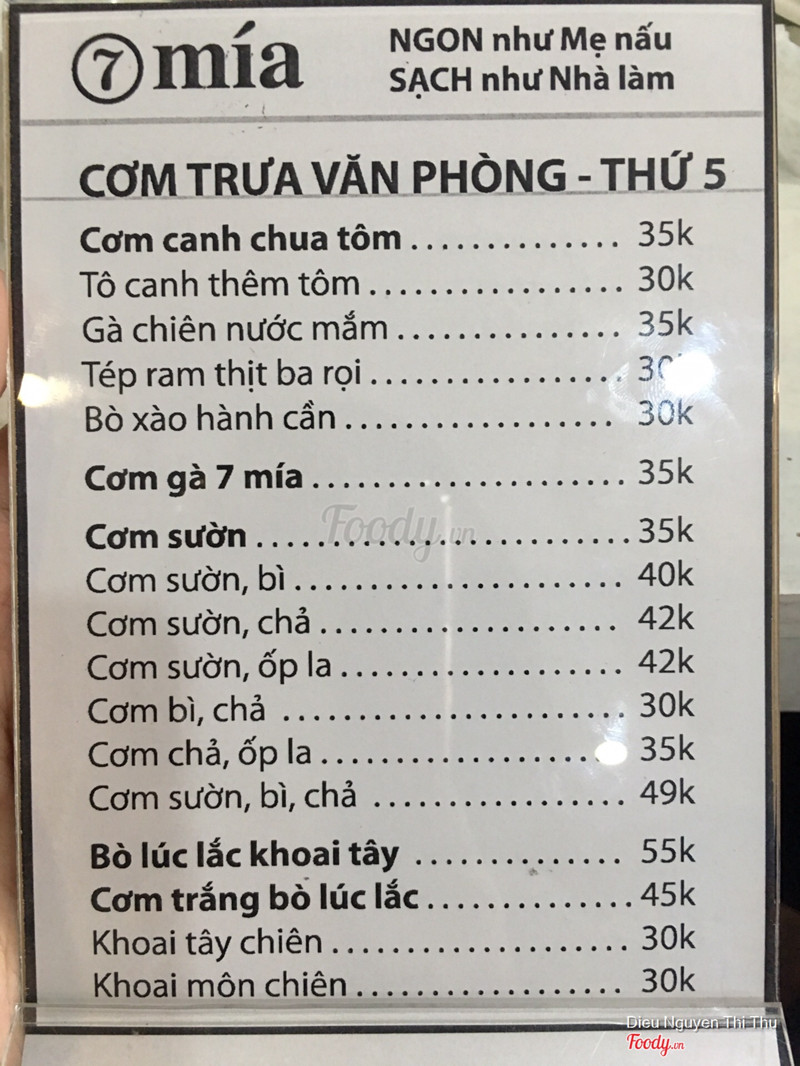 7 mía
NGON như Mẹ nấu
SẠCH như Nhà làm
CƠM TRƯA VĂN PHÒNG - THỨ 5
Cơm canh chua tôm .............. 35k
Tô canh thêm tôm ................. 30k
Gà chiên nước mắm ............... 35k
Tép ram thịt ba rọi .................
Bò xào hành cần .................. 30k
Cơm gà 7 mía ..................... 35k
Cơm sườn ......................... 35k
Cơm sườn, bì ...................... 40k
Cơm sườn, chả .................... 42k
Cơm sườn, ốp la ................... 42k
Cơm bì, chả ....................... 30k
Cơm chả, ốp la .................... 35k
Cơm sườn, bì, chả ................. 49k
Bò lúc lắc khoai tây .............. 55k
Cơm trắng bò lúc lắc .............. 45k
Khoai tây chiên .................... 30k
Khoai môn chiên .................. 30k
Foody.vn
Dieu Nguyen Thi Thu
Foody.vn